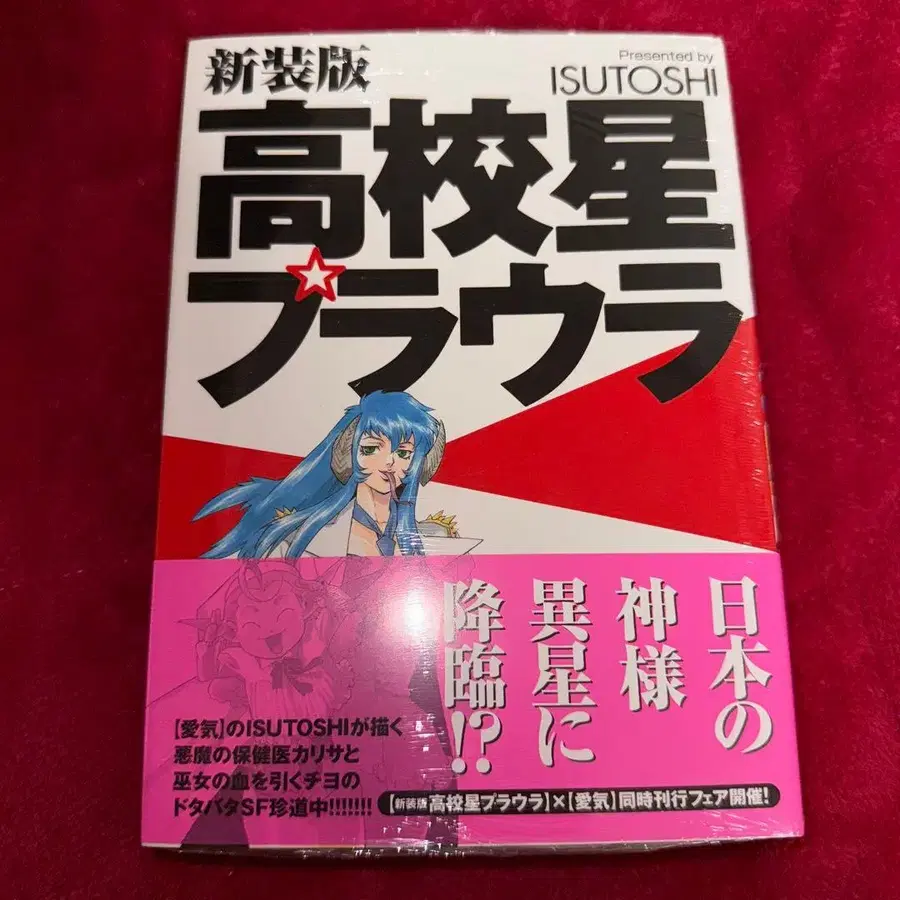 新装版
Presented by
ISUTOSHI
高校星
プラウラ
日本の
神様
異星に
降臨!?
【愛気】のISUTOSHIが描く
悪魔の保健医カリサと
巫女の血を引くチヨの
ドタバタSF珍道中!!!!!!!
【新装版 高校星プラウラ】×【愛気】同時刊行フェア開催!